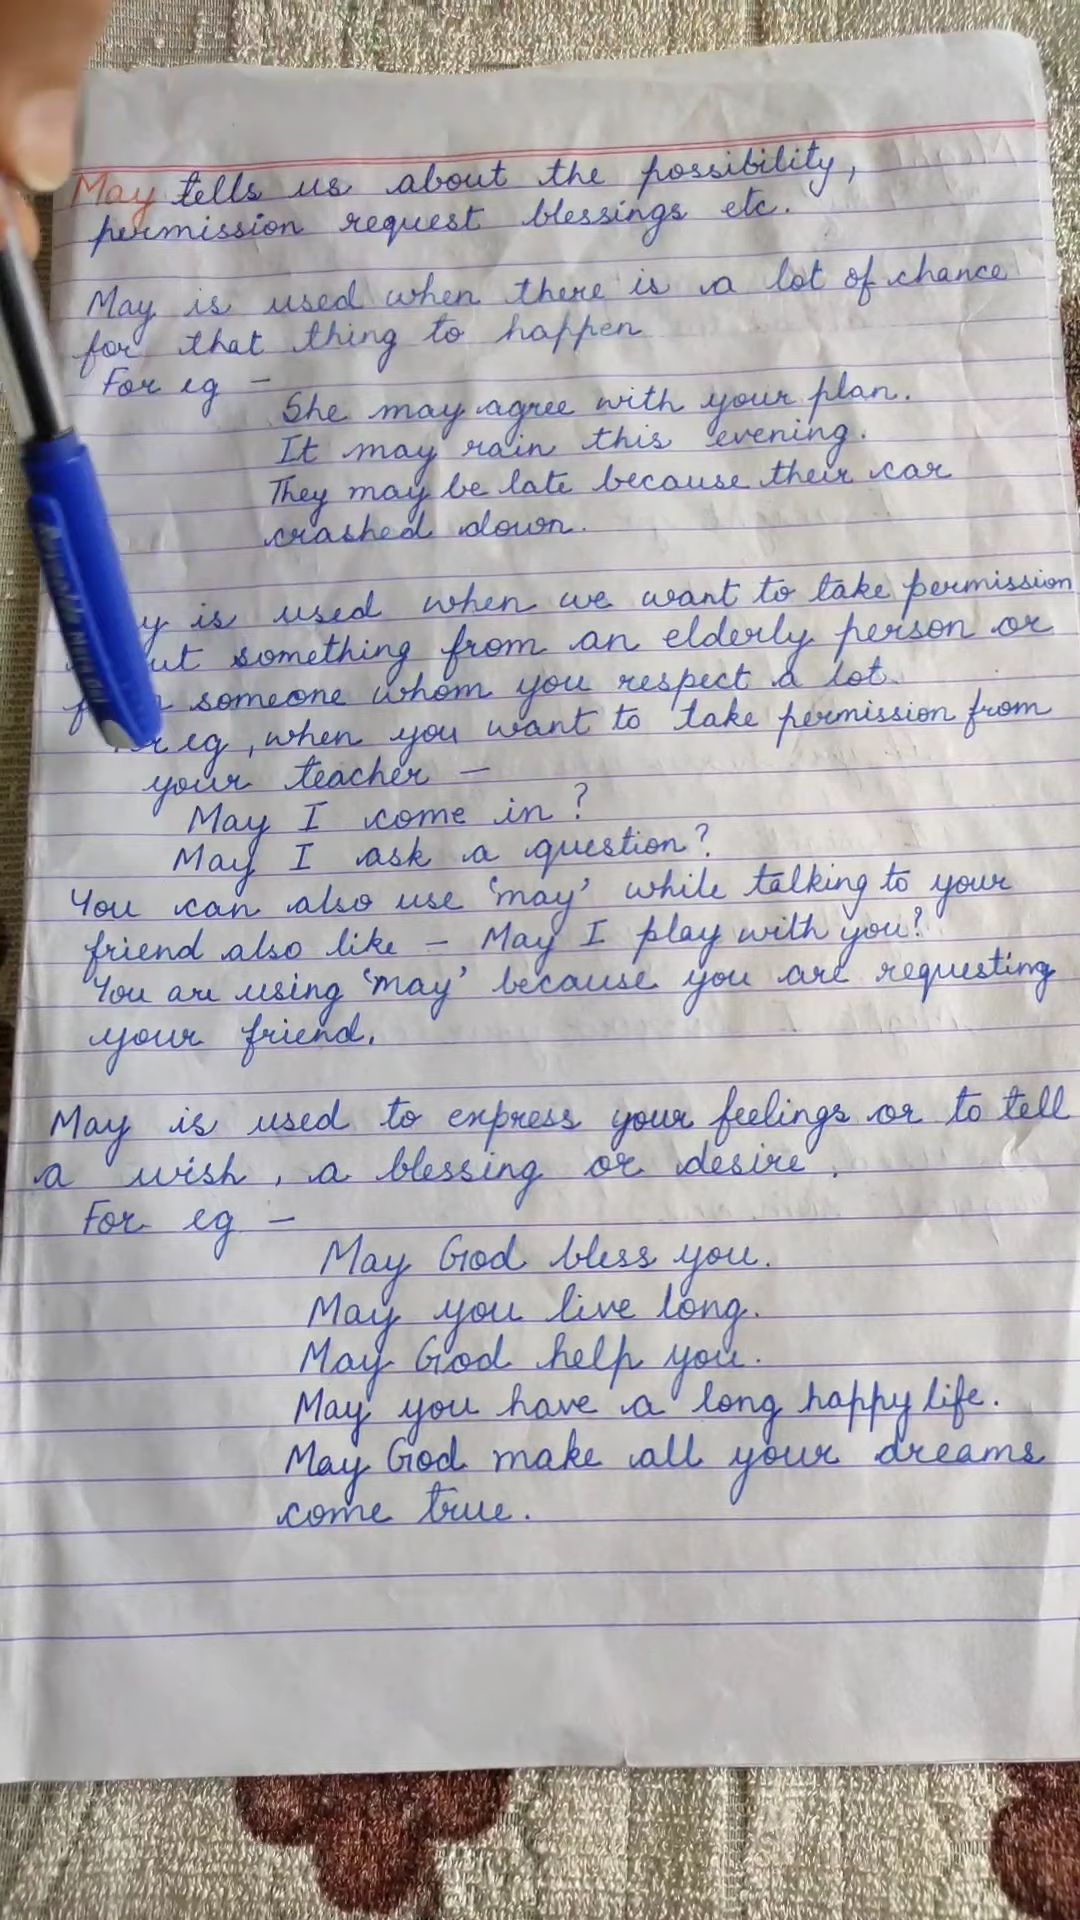 May tells us about the possibility,
permission request blessings etc.
May is used when there is a lot of chance
for that thing to happen
For eg -
She may agree with your plan.
It may rain this evening.
They may be late because their car
crashed down.
is used when we want to take permission
something from an elderly person or
someone whom you respect a lot.
eg, when you want to take permission from
your teacher -
May I come in?
May I ask a question?
You can also use 'may' while talking to your
friend also like - May I play with you?
You are using 'may' because you are requesting
your friend.
May is used to express your feelings or to tell
a wish, a blessing or desire.
For eg -
May God bless you.
May you live long.
May God help you.
May you have a long happy life.
May God make all your dreams
come true.